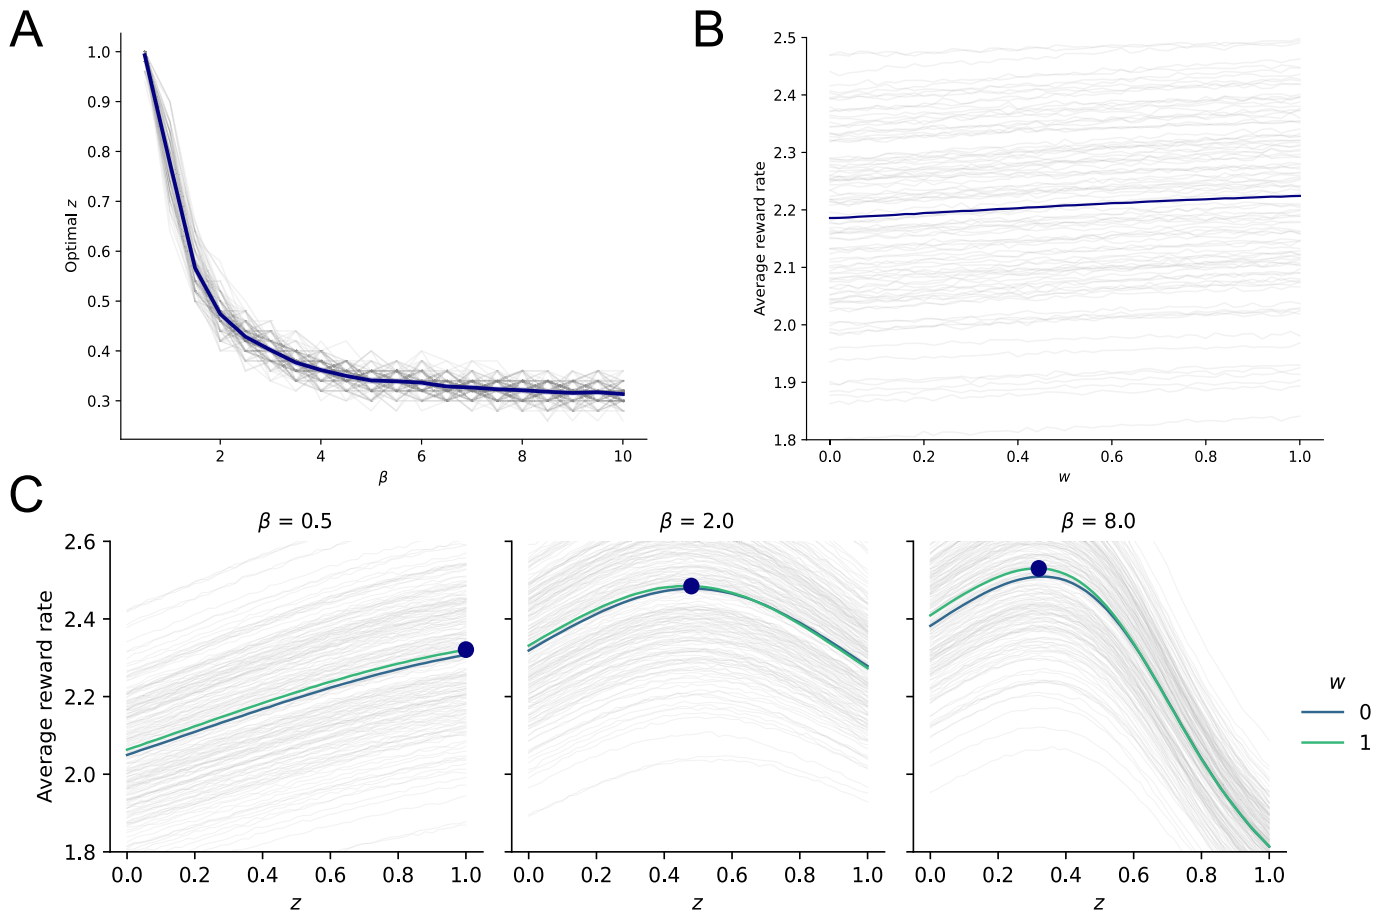 A
Optimal z
1.0
0.9
0.8
0.7
0.6
0.5
0.4
0.3
2 4 6 8 10
β
B
Average reward rate
2.5
2.4
2.3
2.2
2.1
2.0
1.9
1.8
0.0 0.2 0.4 0.6 0.8 1.0
w
C
β = 0.5 β = 2.0 β = 8.0
Average reward rate
2.6
2.4
2.2
2.0
1.8
0.0 0.2 0.4 0.6 0.8 1.0
z
0.0 0.2 0.4 0.6 0.8 1.0
z
0.0 0.2 0.4 0.6 0.8 1.0
z
w
0
1